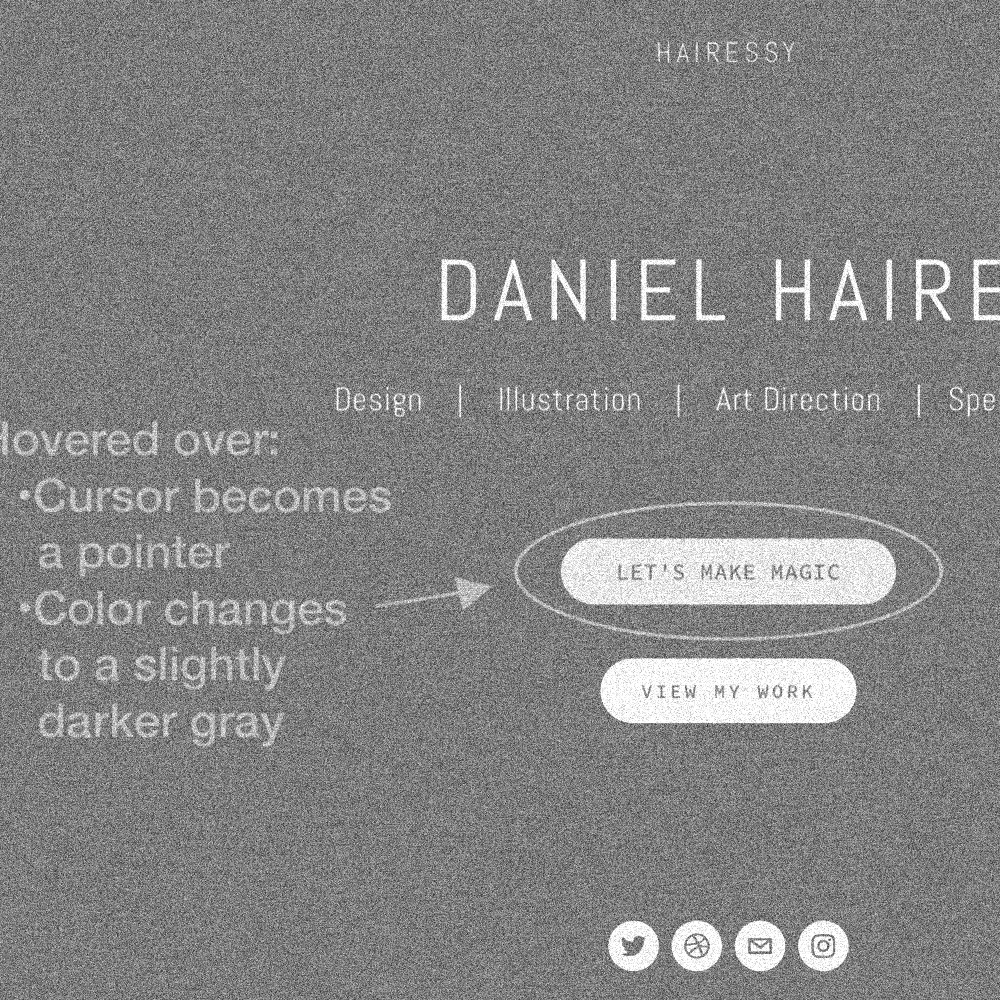 HAIRESSY
DANIEL HAIRE
Design | Illustration | Art Direction | Spe
Hovered over:
•Cursor becomes
a pointer
•Color changes
to a slightly
darker gray
LET'S MAKE MAGIC
VIEW MY WORK